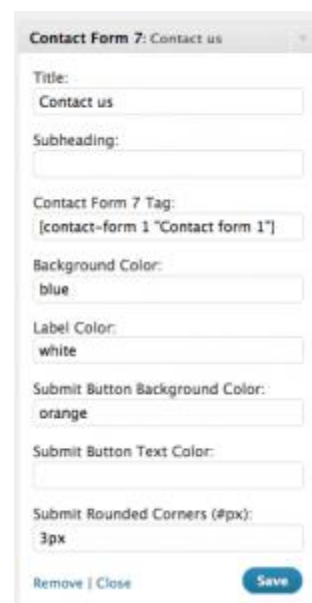 Contact Form 7: Contact us
Title:
Contact us
Subheading:
Contact Form 7 Tag:
[contact-form 1 "Contact form 1"]
Background Color:
blue
Label Color:
white
Submit Button Background Color:
orange
Submit Button Text Color:
Submit Rounded Corners (#px):
3px
Remove | Close
Save